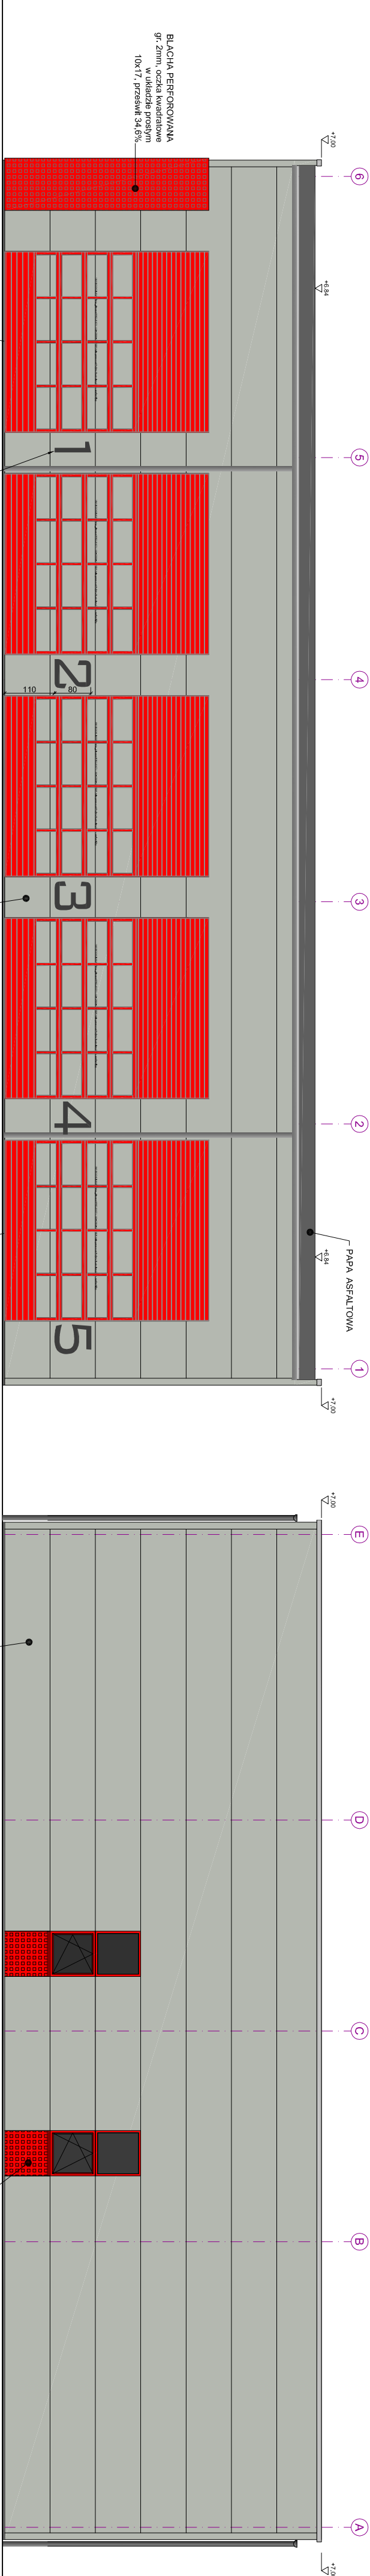 BLACHA PERFOROWANA
gr. 2mm, oczka kwadratowe
w układzie prostym
10x17, prześwit 34,6%
+7.00
6
+6.84
5
4
3
2
PAPA ASFALTOWA
+6.84
1
+7.00
1
2
110
80
3
4
5
+7.00
E
D
C
B
A